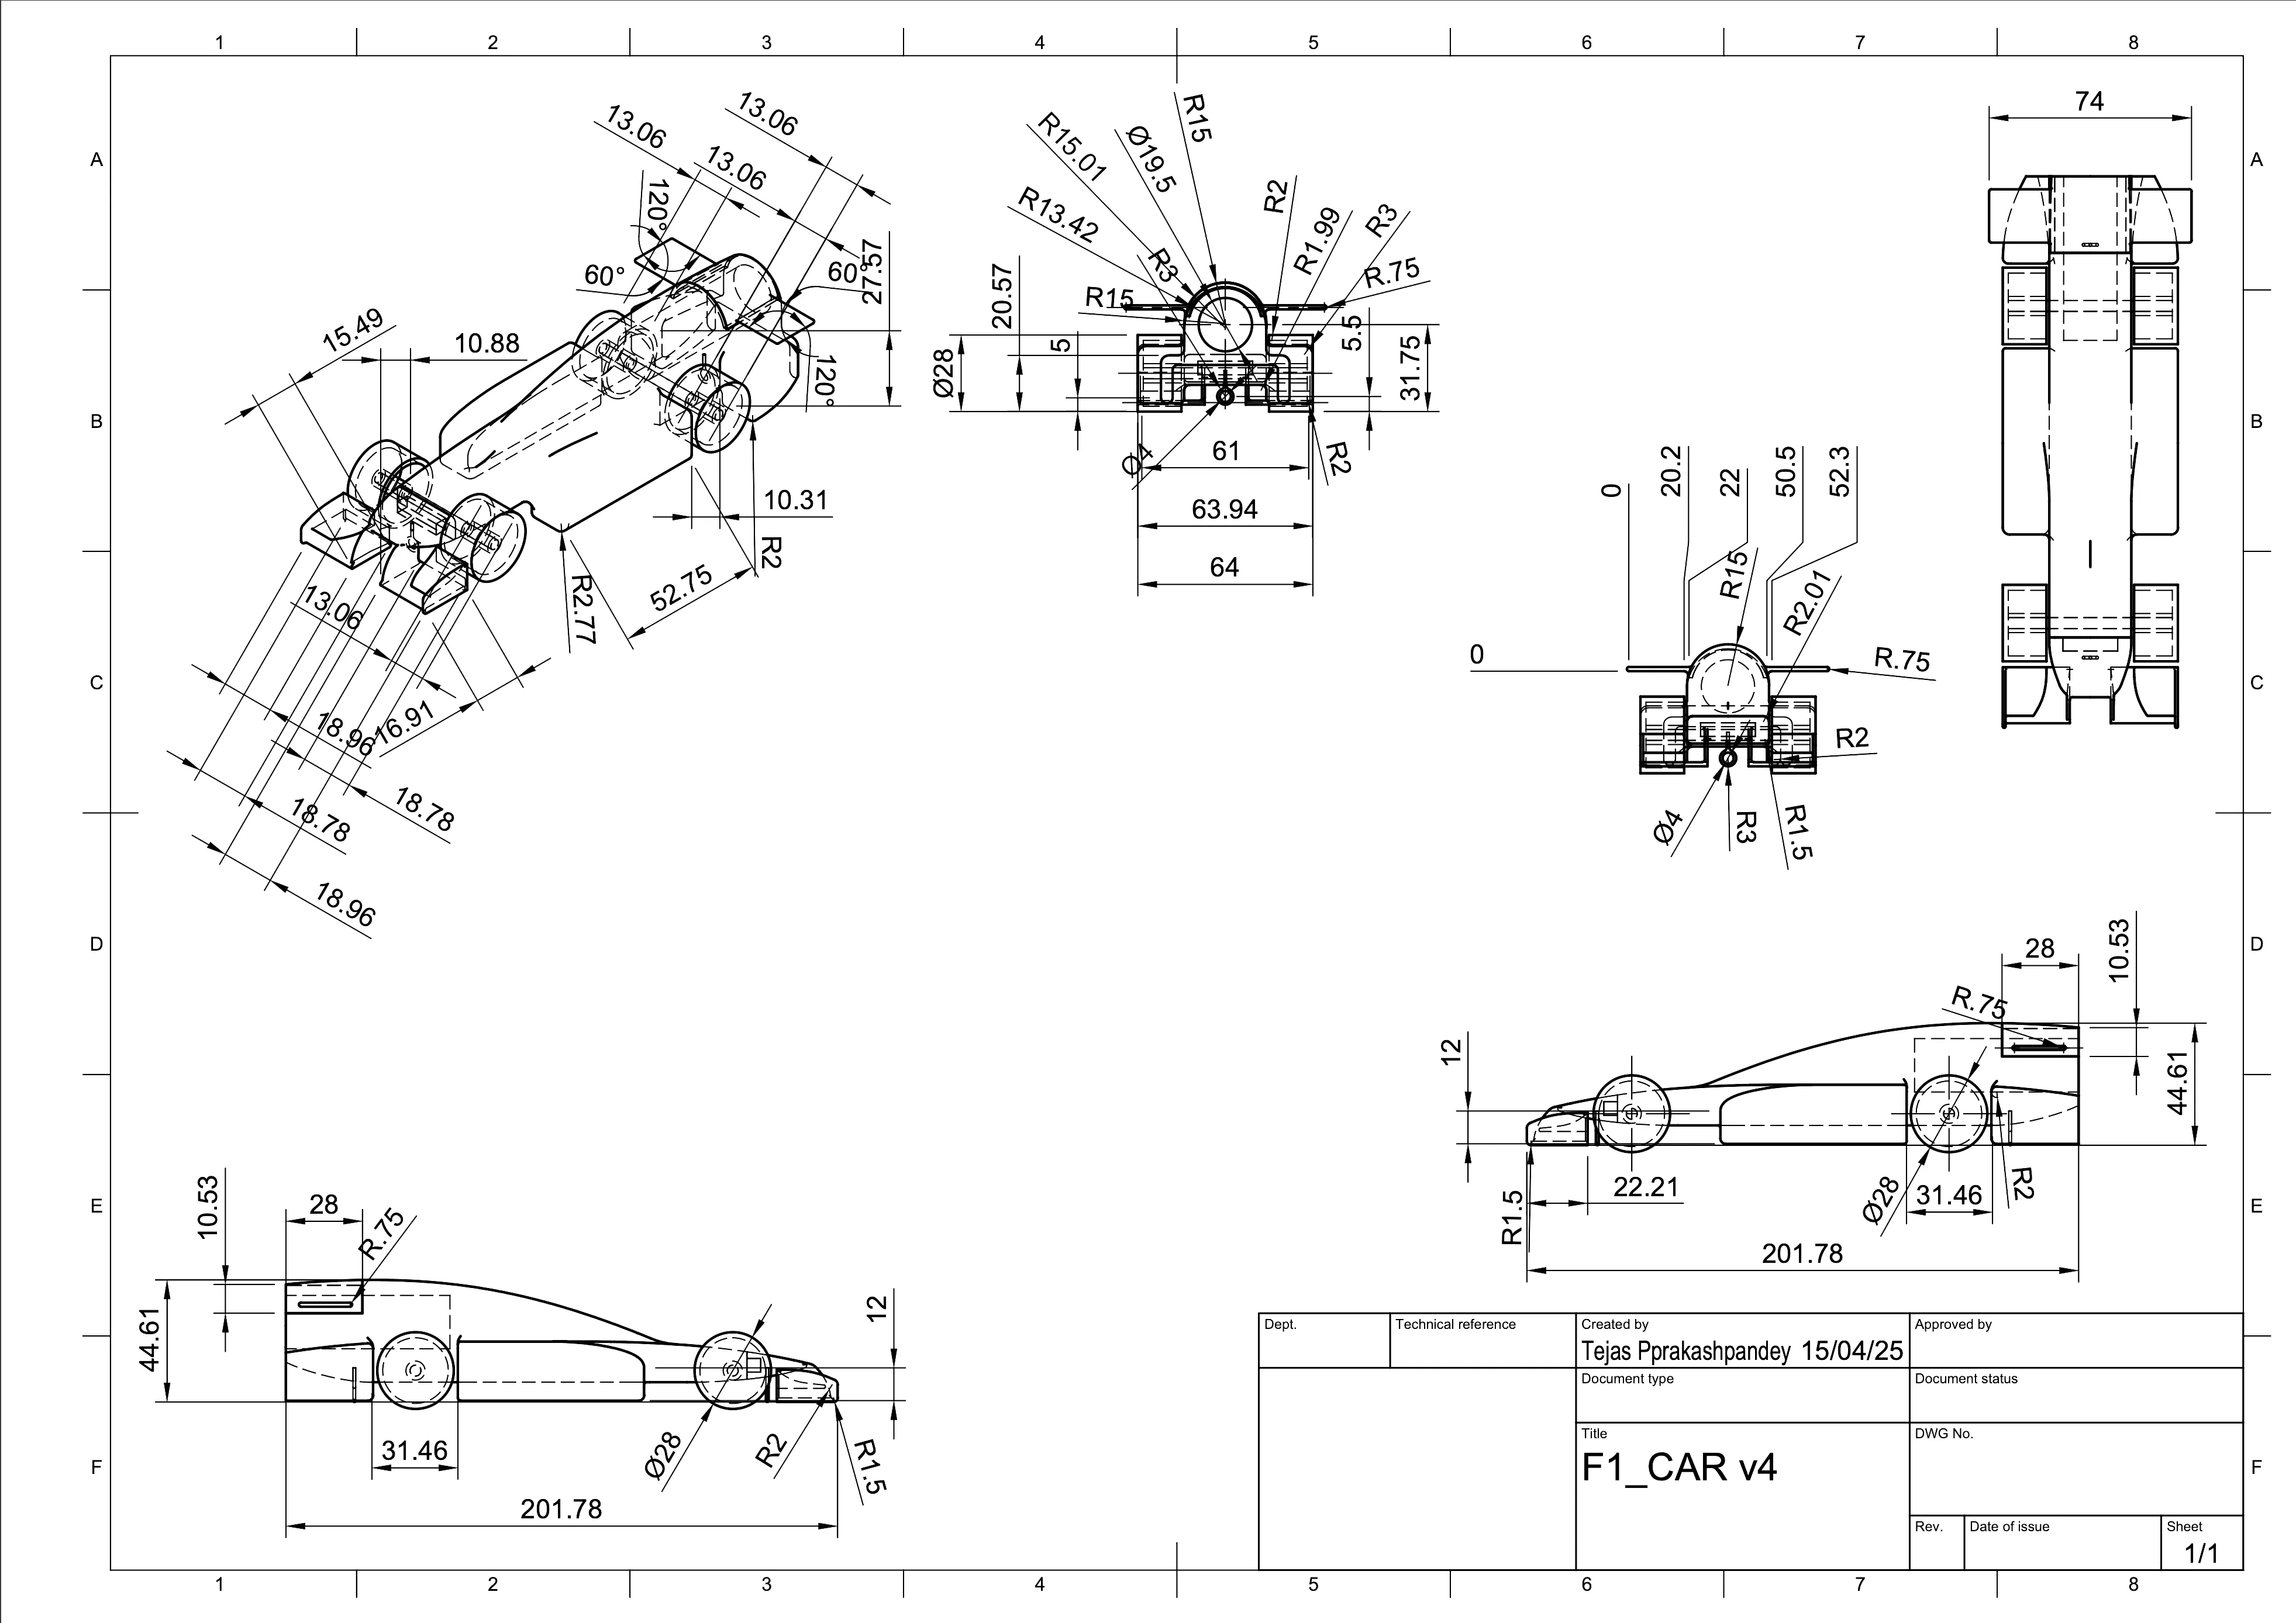 1 2 3 4 5 6 7 8
A
B
C
D
E
F
A
B
C
D
E
F
13.06
13.06
13.06
120°
60°
60°
27.57
120°
15.49
10.88
10.31
R2
52.75
R2.77
13.06
16.91
18.96
18.78
18.78
18.96
R15
R15.01
Ø19.5
R13.42
R3
R2
R1.99
R3
R.75
R15
20.57
Ø28
5
5.5
31.75
Ø4
R2
61
63.94
64
74
0
20.2
22
50.5
52.3
R15
R2.01
0
R.75
R2
Ø4
R3
R1.5
28
10.53
R.75
12
44.61
R1.5
22.21
Ø28
31.46
R2
201.78
10.53
28
R.75
44.61
12
31.46
Ø28
R2
R1.5
201.78
Dept.
Technical reference
Created by
Approved by
Tejas Pprakashpandey 15/04/25
Document type
Document status
Title
DWG No.
F1_CAR v4
Rev.
Date of issue
Sheet
1/1
1 2 3 4 5 6 7 8